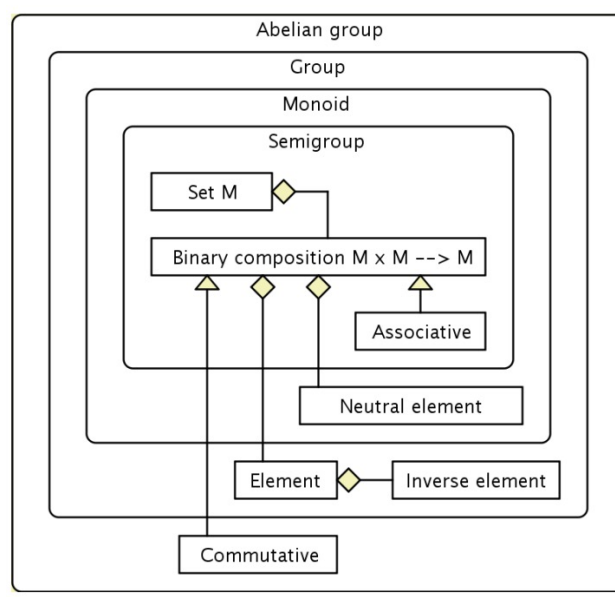 Abelian group
Group
Monoid
Semigroup
Set M
Binary composition M x M --> M
Associative
Neutral element
Element
Inverse element
Commutative